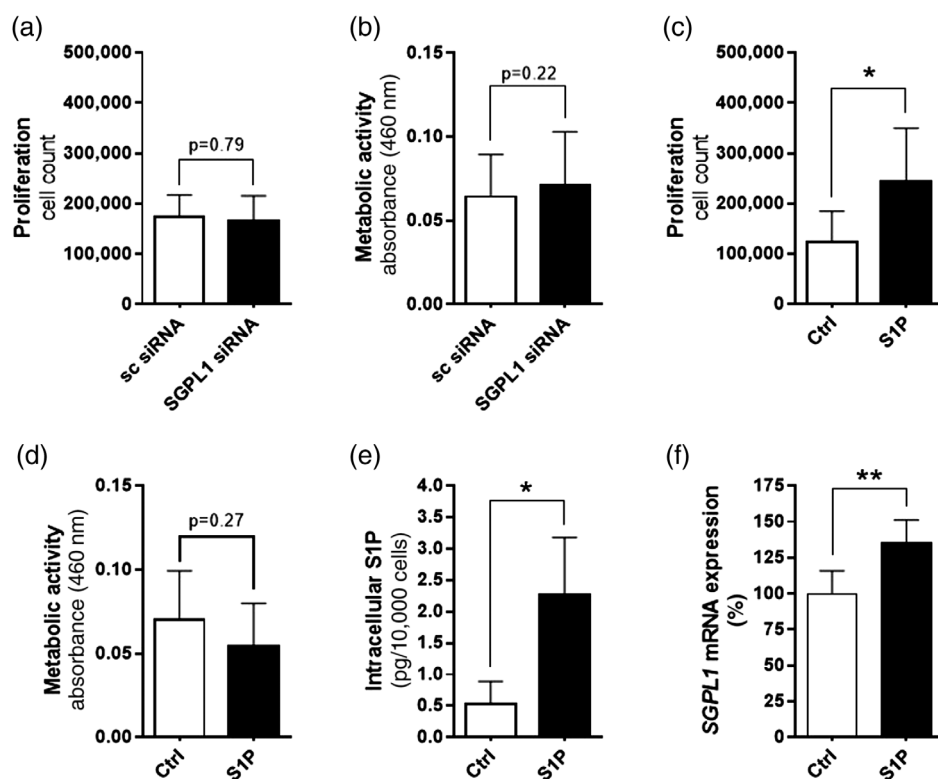 (a)
Proliferation
cell count
500,000
400,000
300,000
200,000
100,000
0
p=0.79
sc siRNA
SGPL1 siRNA
(b)
Metabolic activity
absorbance (460 nm)
0.15
0.10
0.05
0.00
p=0.22
sc siRNA
SGPL1 siRNA
(c)
Proliferation
cell count
500,000
400,000
300,000
200,000
100,000
0
*
Ctrl
S1P
(d)
Metabolic activity
absorbance (460 nm)
0.15
0.10
0.05
0.00
p=0.27
Ctrl
S1P
(e)
Intracellular S1P
(pg/10,000 cells)
4.0
3.5
3.0
2.5
2.0
1.5
1.0
0.5
0.0
*
Ctrl
S1P
(f)
SGPL1 mRNA expression
(%)
175
150
125
100
75
50
25
0
**
Ctrl
S1P